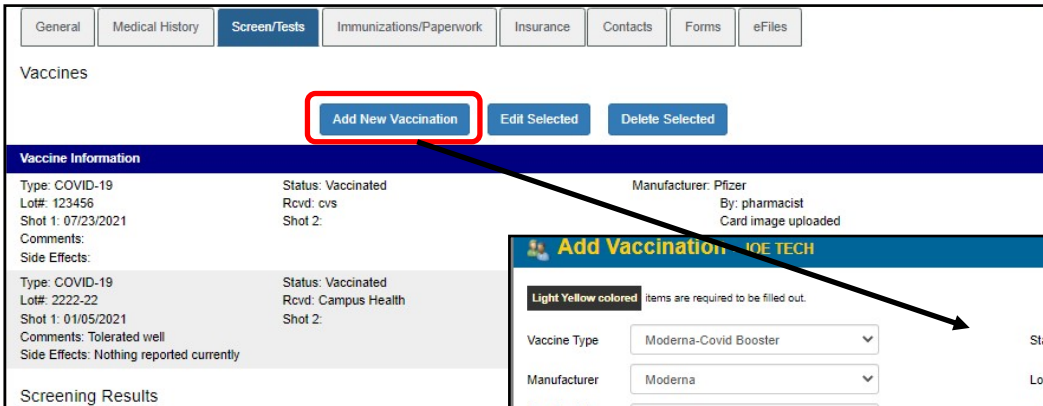 General Medical History Screen/Tests Immunizations/Paperwork Insurance Contacts Forms eFiles
Vaccines
Add New Vaccination Edit Selected Delete Selected
Vaccine Information
Type: COVID-19 Status: Vaccinated Manufacturer: Pfizer
Lot#: 123456 Rcvd: cvs By: pharmacist
Shot 1: 07/23/2021 Shot 2: Card image uploaded
Comments:
Side Effects:
Type: COVID-19 Status: Vaccinated
Lot#: 2222-22 Rcvd: Campus Health
Shot 1: 01/05/2021 Shot 2:
Comments: Tolerated well
Side Effects: Nothing reported currently
Screening Results
Add Vaccination JOE TECH
Light Yellow colored items are required to be filled out.
Vaccine Type Moderna-Covid Booster
Manufacturer Moderna